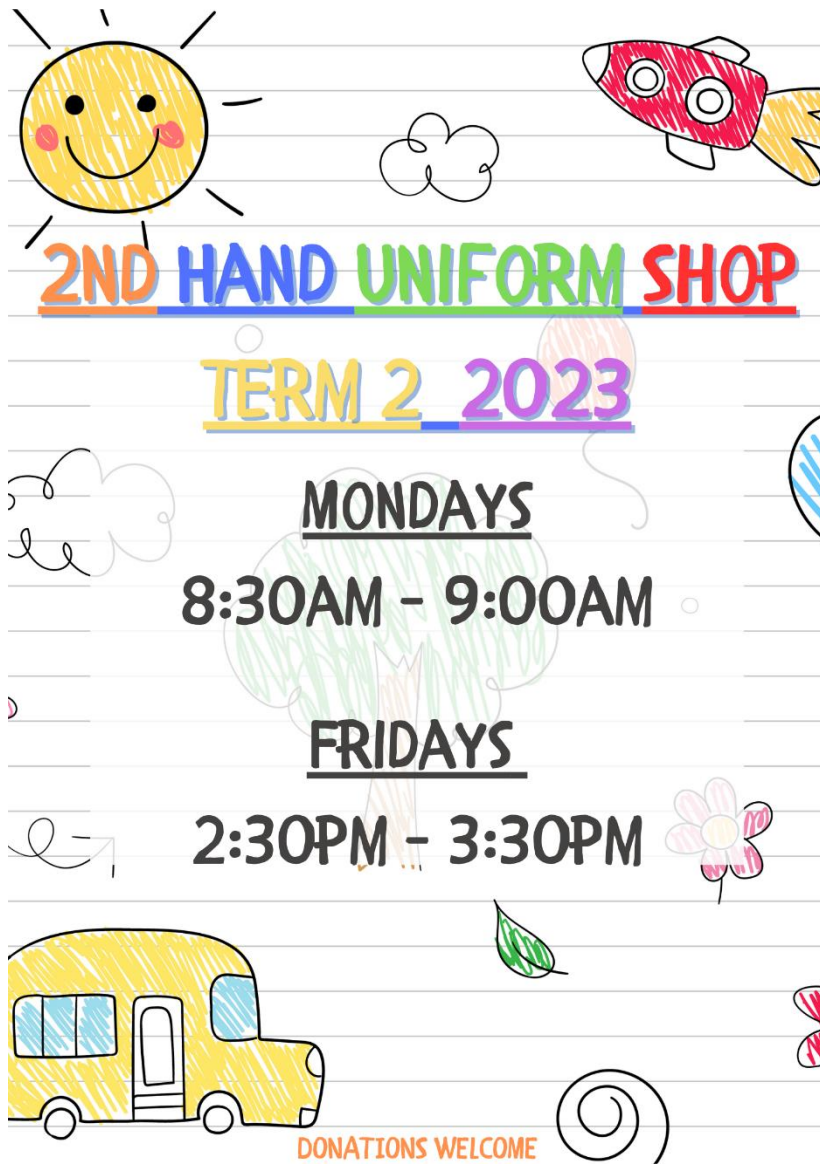 2ND HAND UNIFORM SHOP
TERM 2 2023
MONDAYS
8:30AM - 9:00AM
FRIDAYS
2:30PM - 3:30PM
DONATIONS WELCOME